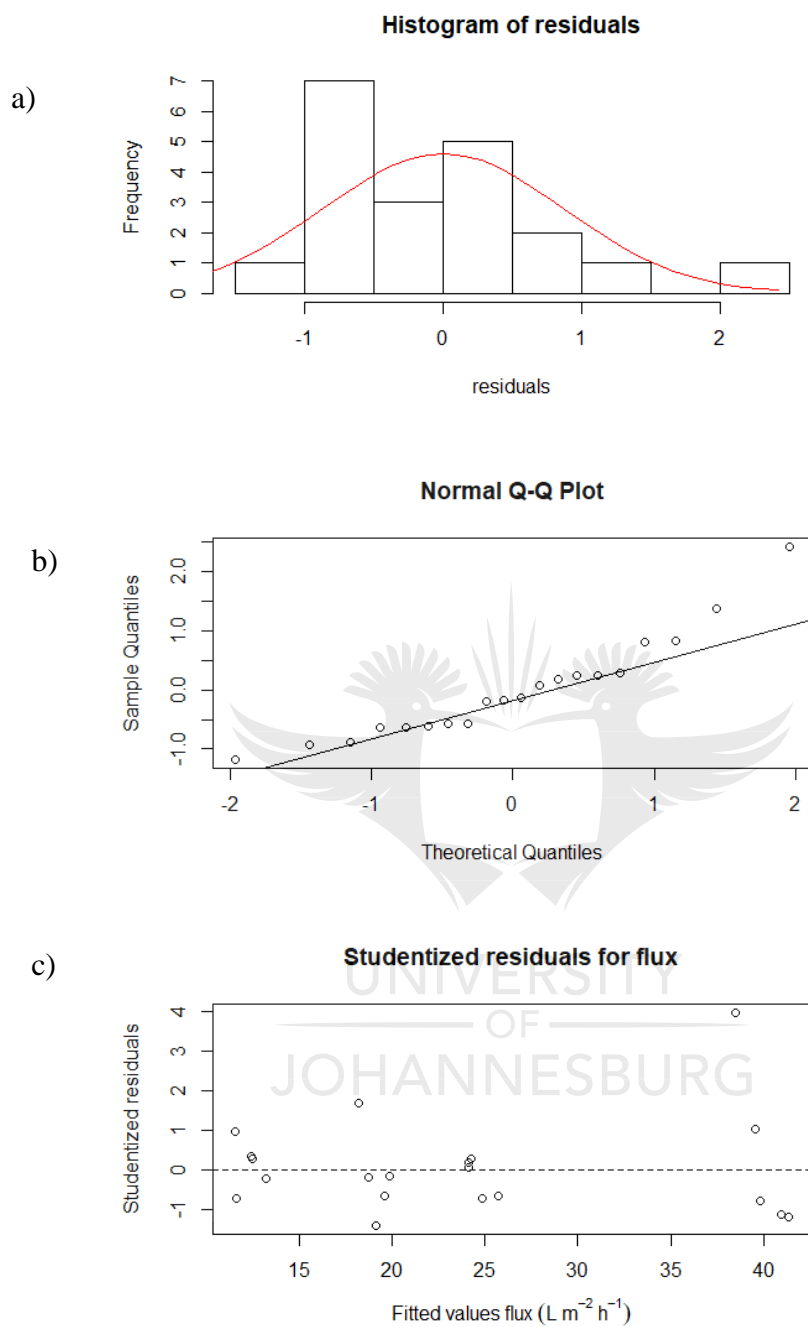 Histogram of residuals
a)
Frequency
0 1 2 3 4 5 6 7
-1 0 1 2
residuals
Normal Q-Q Plot
b)
Sample Quantiles
-1.0 0.0 1.0 2.0
-2 -1 0 1 2
Theoretical Quantiles
c)
Studentized residuals for flux
UNIVERSITY
OF
JOHANNESBURG
Studentized residuals
-1 0 1 2 3 4
15 20 25 30 35 40
Fitted values flux (L m⁻² h⁻¹)